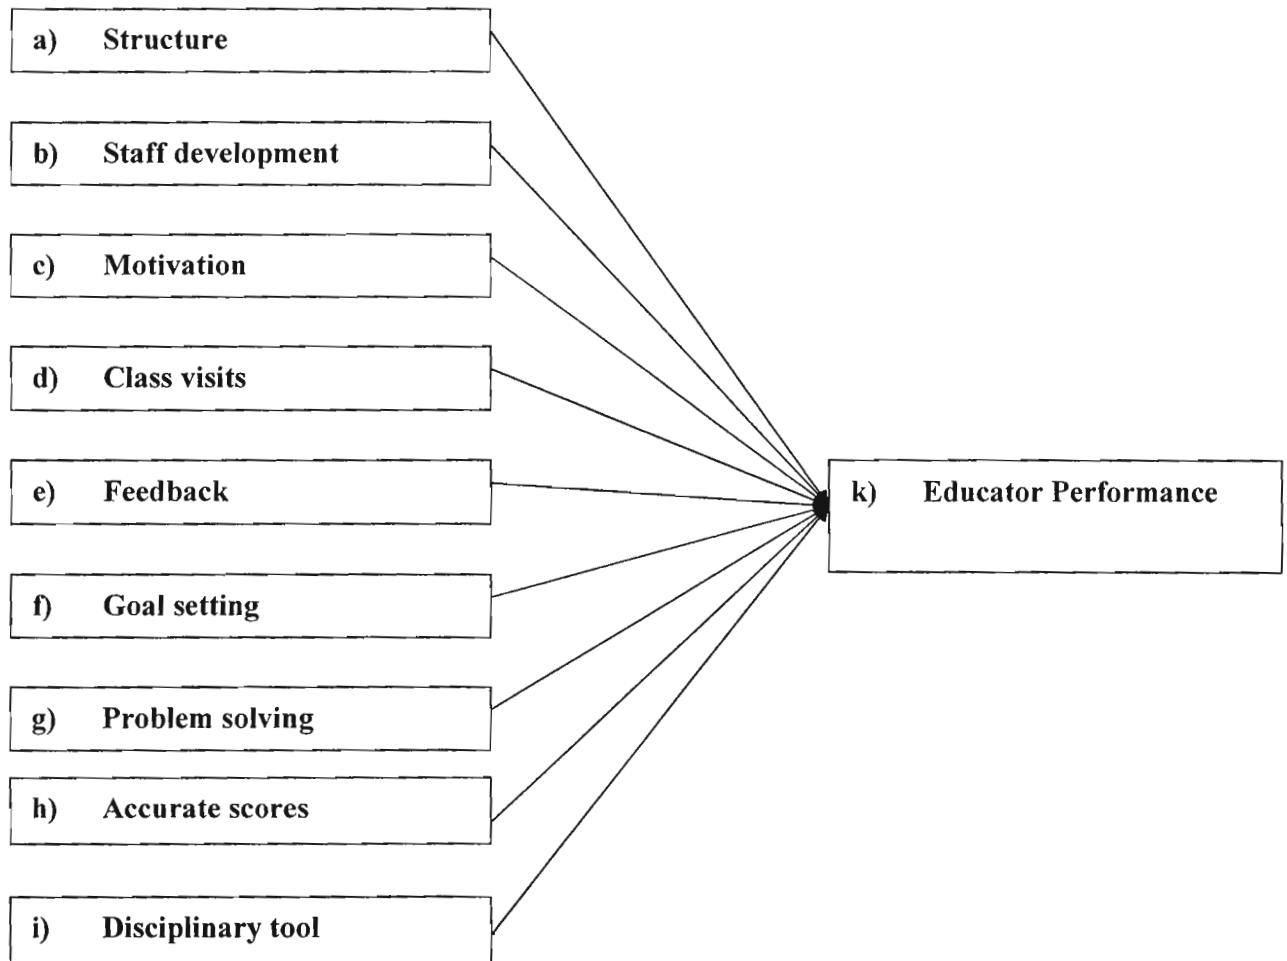 a) Structure
b) Staff development
c) Motivation
d) Class visits
e) Feedback
k) Educator Performance
f) Goal setting
g) Problem solving
h) Accurate scores
i) Disciplinary tool